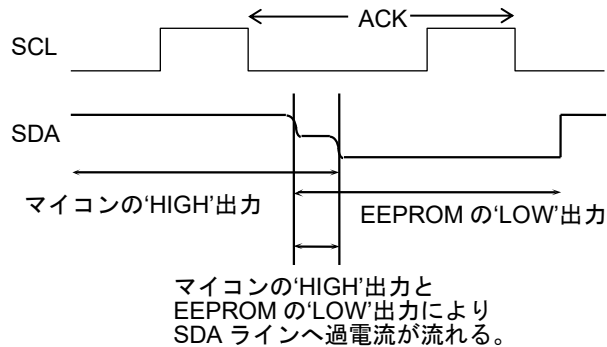 ACK
SCL
SDA
マイコンの‘HIGH’出力
EEPROM の‘LOW’出力
マイコンの‘HIGH’出力と
EEPROM の‘LOW’出力により
SDA ラインへ過電流が流れる。